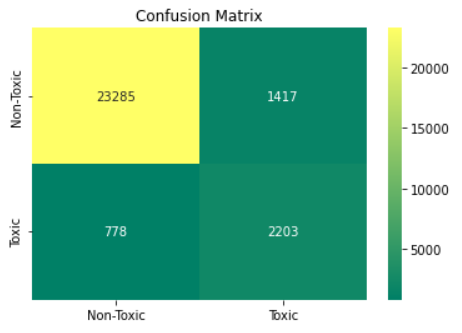 Confusion Matrix
Non-Toxic
23285
1417
Toxic
778
2203
Non-Toxic
Toxic
20000
15000
10000
5000